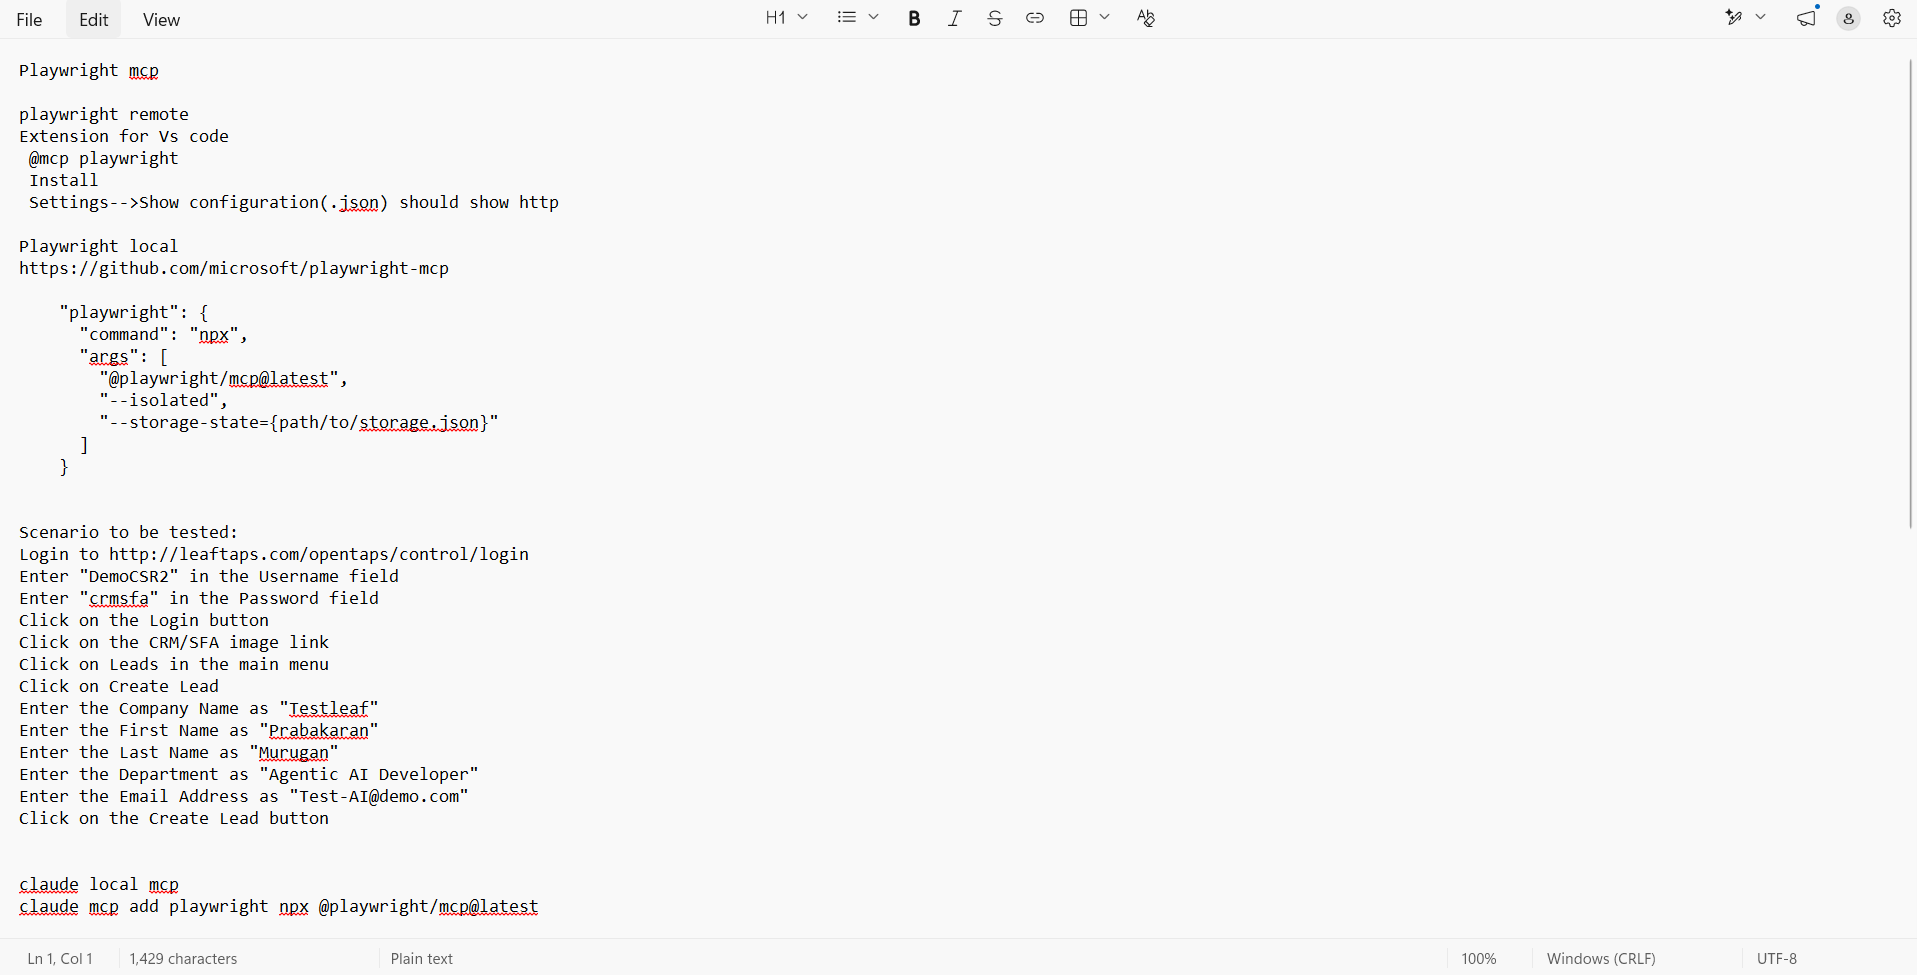 File Edit View H1 B I S
Playwright mcp
playwright remote
Extension for Vs code
@mcp playwright
Install
Settings-->Show configuration(.json) should show http
Playwright local
https://github.com/microsoft/playwright-mcp
"playwright": {
"command": "npx",
"args": [
"@playwright/mcp@latest",
"--isolated",
"--storage-state={path/to/storage.json}"
]
}
Scenario to be tested:
Login to http://leaftaps.com/opentaps/control/login
Enter "DemoCSR2" in the Username field
Enter "crmsfa" in the Password field
Click on the Login button
Click on the CRM/SFA image link
Click on Leads in the main menu
Click on Create Lead
Enter the Company Name as "Testleaf"
Enter the First Name as "Prabakaran"
Enter the Last Name as "Murugan"
Enter the Department as "Agentic AI Developer"
Enter the Email Address as "Test-AI@demo.com"
Click on the Create Lead button
claude local mcp
claude mcp add playwright npx @playwright/mcp@latest
Ln 1, Col 1 1,429 characters Plain text 100% Windows (CRLF) UTF-8